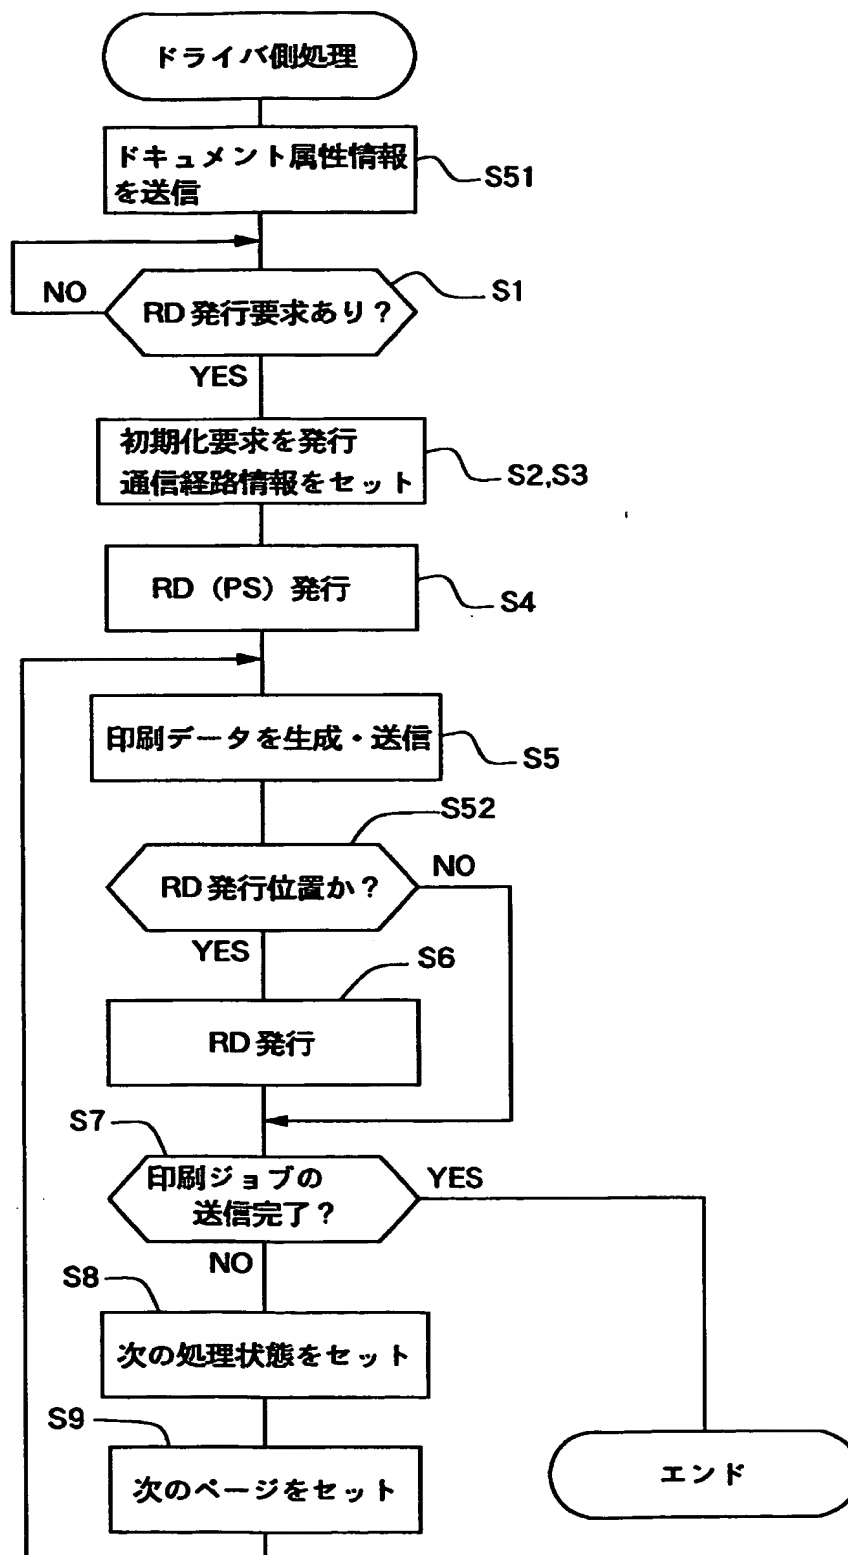 ドライバ側処理
ドキュメント属性情報
を送信
S51
NO
RD発行要求あり？
S1
YES
初期化要求を発行
通信経路情報をセット
S2,S3
RD（PS）発行
S4
印刷データを生成・送信
S5
S52
RD発行位置か？
NO
YES
S6
RD発行
S7
印刷ジョブの
送信完了？
YES
NO
S8
次の処理状態をセット
S9
次のページをセット
エンド